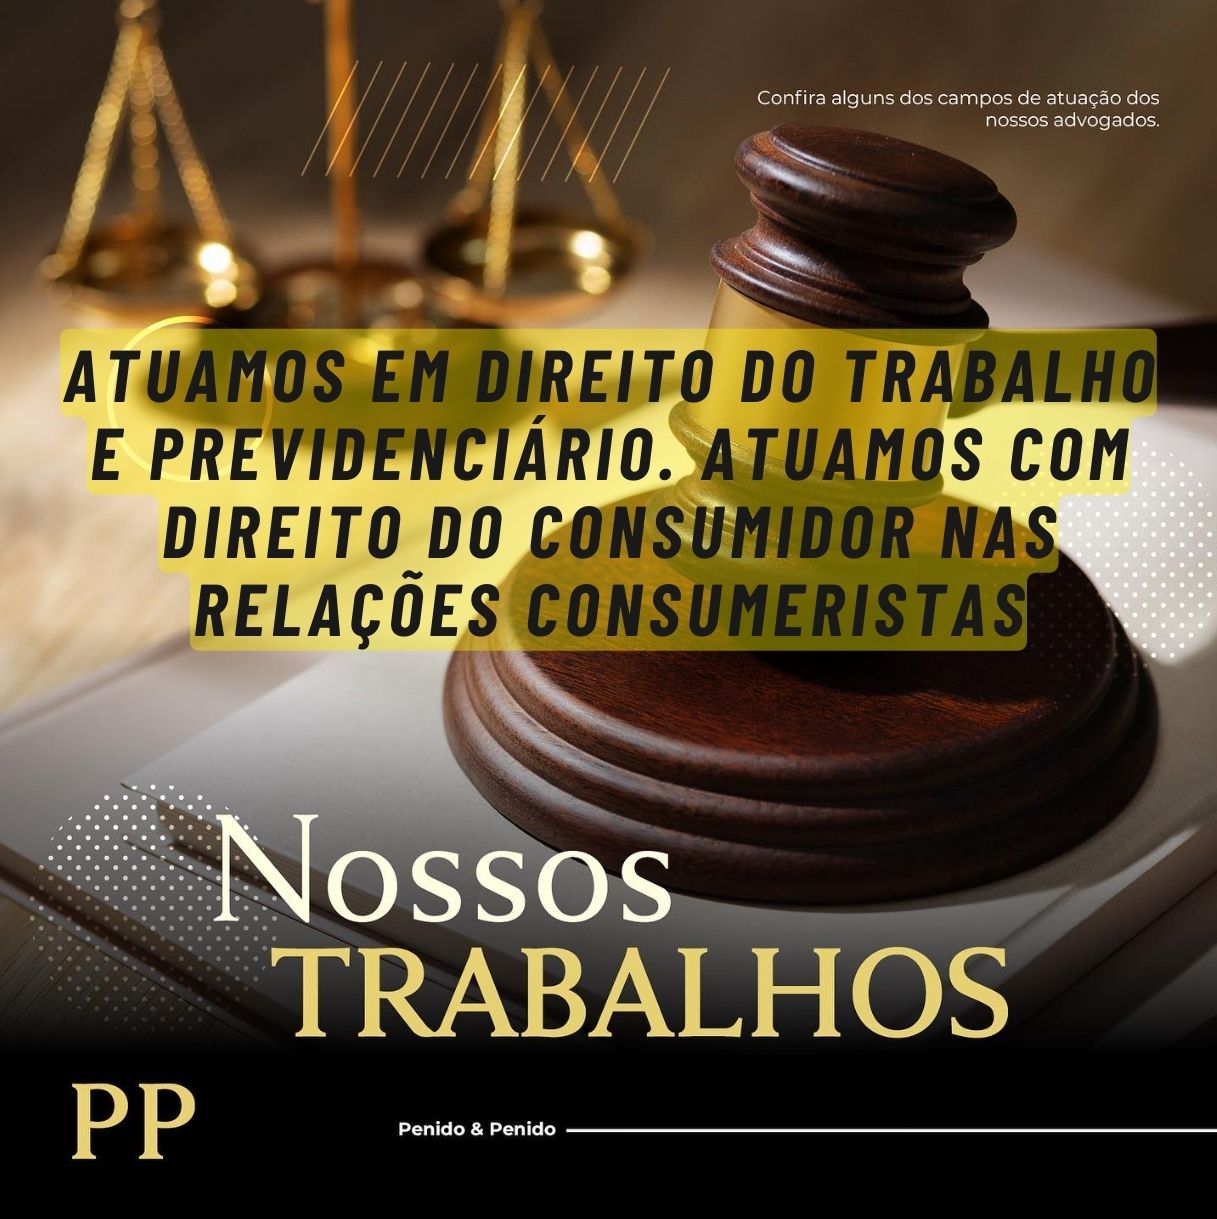 Confira alguns dos campos de atuação dos
nossos advogados.
ATUAMOS EM DIREITO DO TRABALHO
E PREVIDENCIÁRIO. ATUAMOS COM
DIREITO DO CONSUMIDOR NAS
RELAÇÕES CONSUMERISTAS
Nossos
TRABALHOS
PP
Penido & Penido